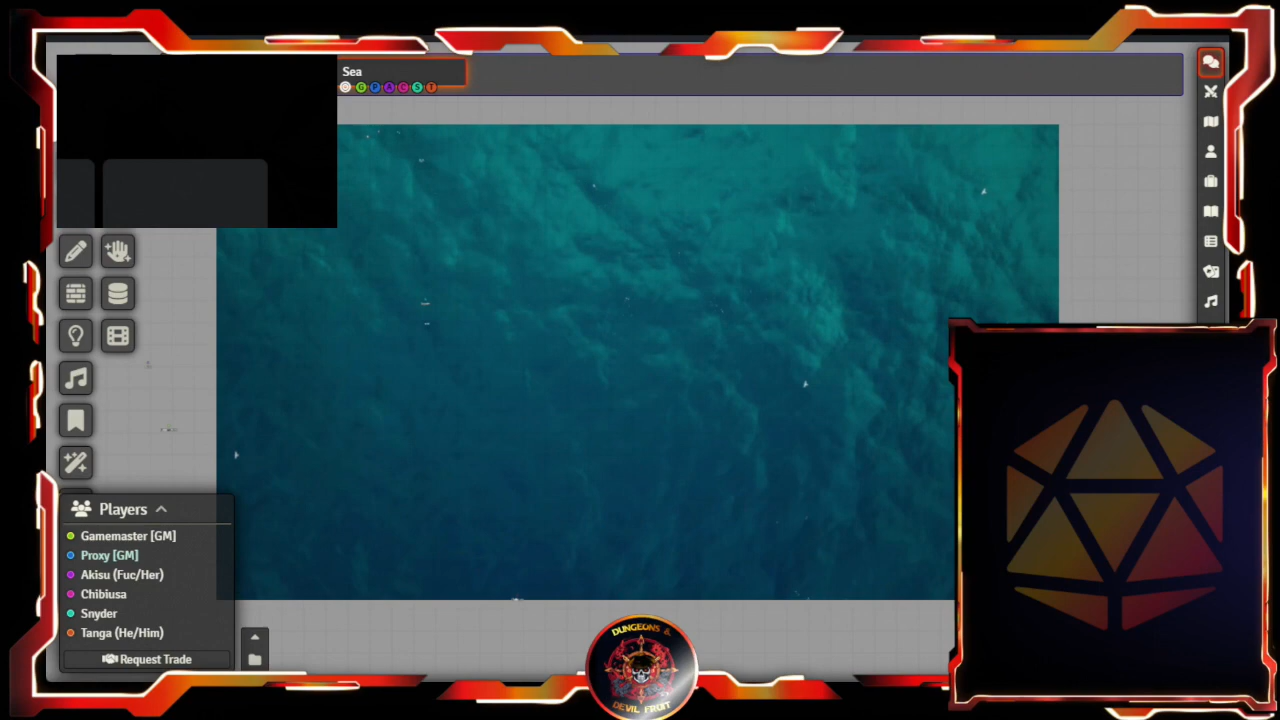 Sea
G P A C S T
Players
Gamemaster [GM]
Proxy [GM]
Akisu (Fuc/Her)
Chibiusa
Snyder
Tanga (He/Him)
Request Trade
DUNGEONS &
DEVIL FRUIT